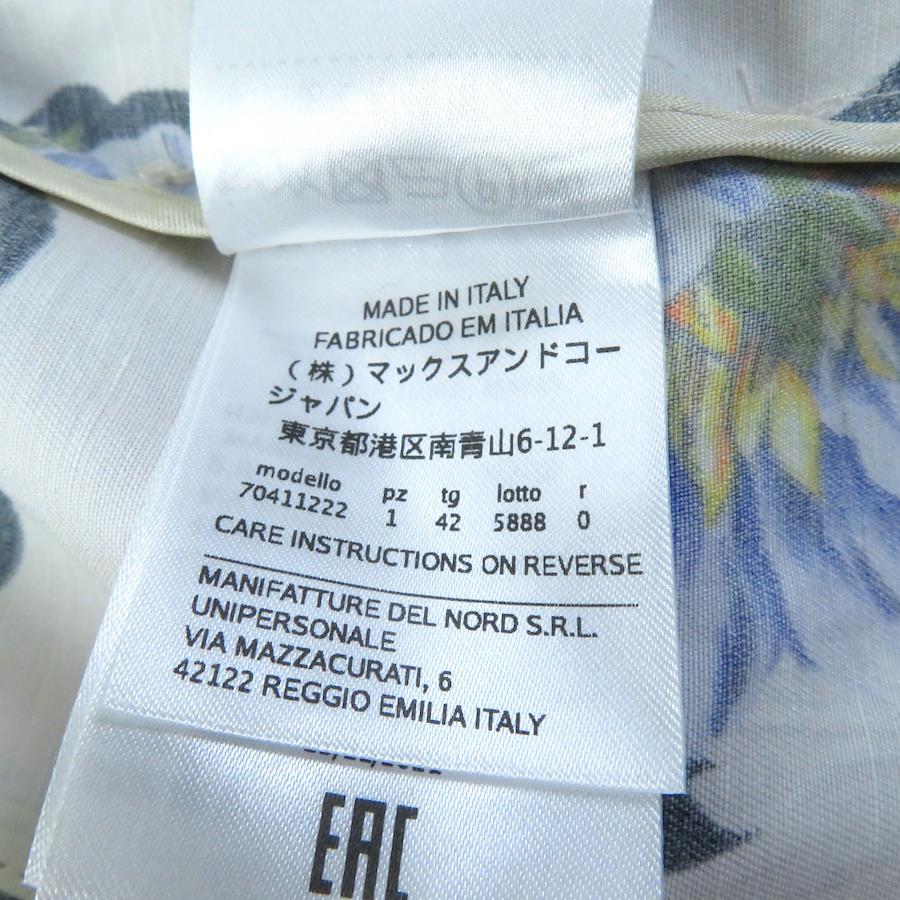 MADE IN ITALY
FABRICADO EM ITALIA
(株)マックスアンドコー
ジャパン
東京都港区南青山6-12-1
modello pz tg lotto r
70411222 1 42 5888 0
CARE INSTRUCTIONS ON REVERSE
MANIFATTURE DEL NORD S.R.L.
UNIPERSONALE
VIA MAZZACURATI, 6
42122 REGGIO EMILIA ITALY
EAC